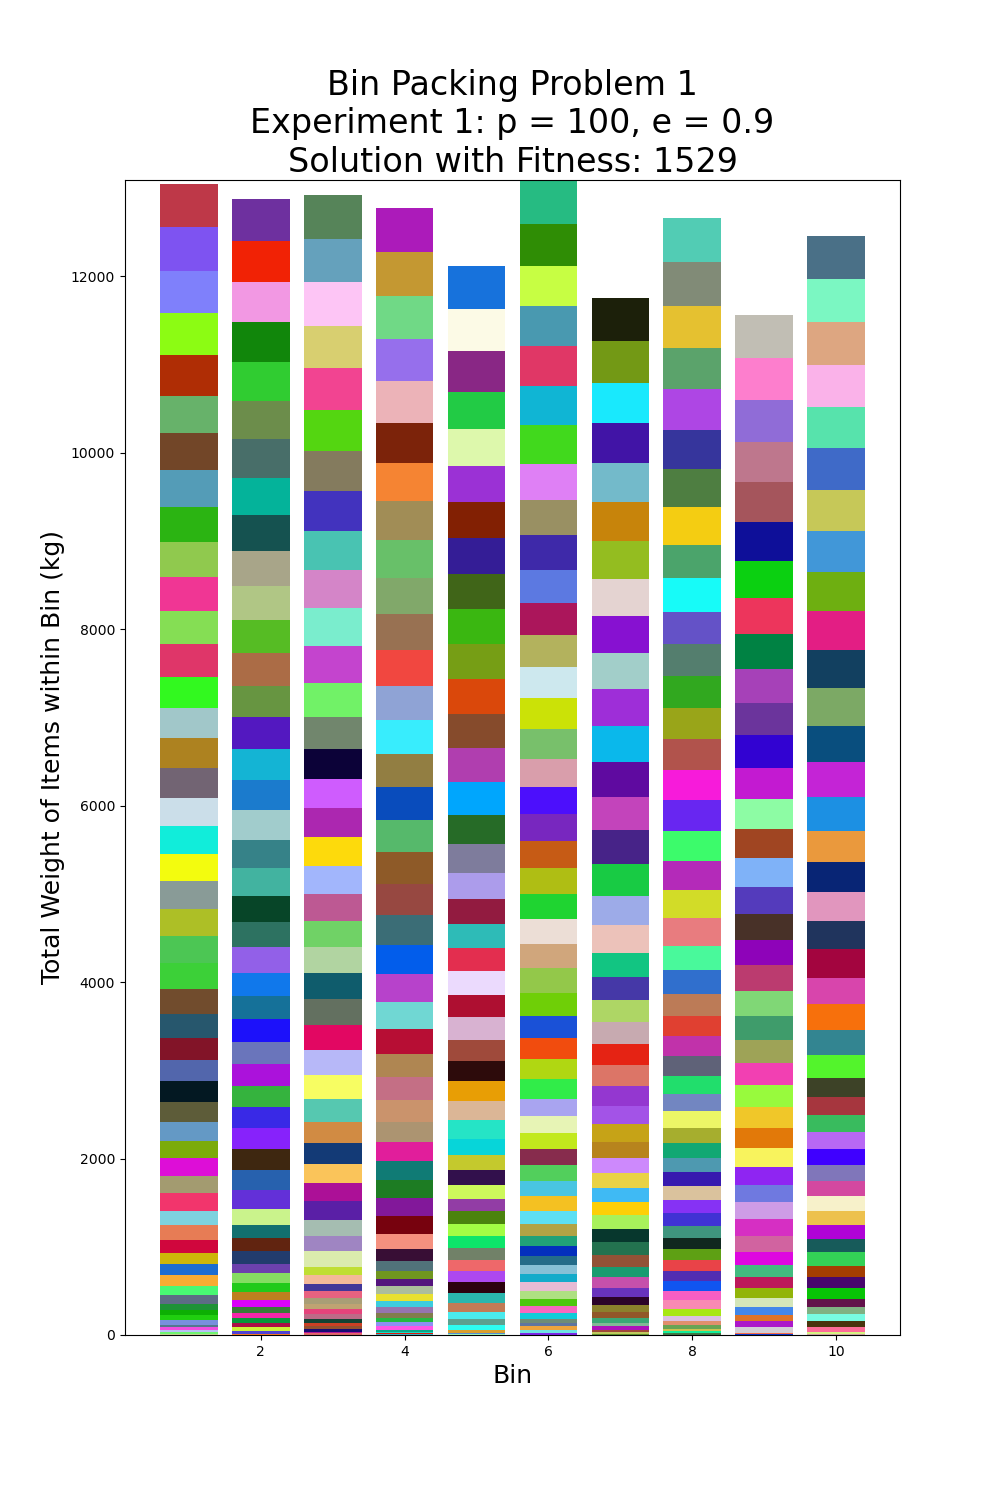 Bin Packing Problem 1
Experiment 1: p = 100, e = 0.9
Solution with Fitness: 1529
Total Weight of Items within Bin (kg)
12000
10000
8000
6000
4000
2000
0
2 4 6 8 10
Bin